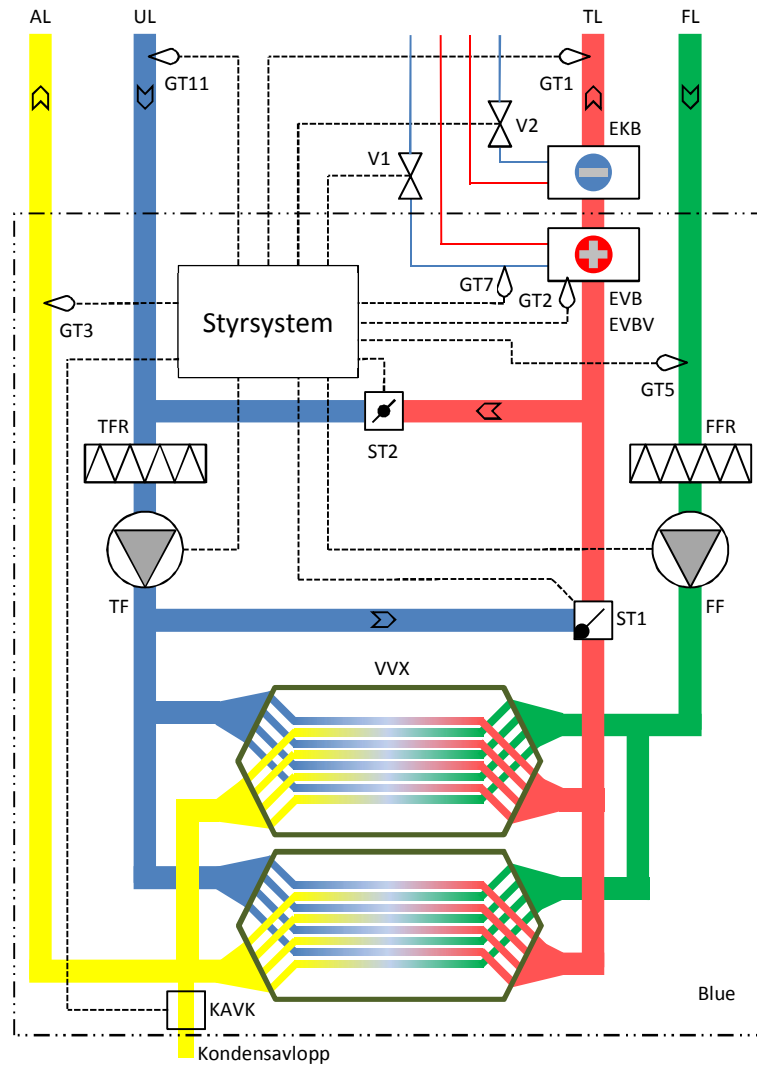 AL UL TL FL
GT11 GT1
V2 EKB
V1
GT7 GT2 EVB
EVBV
GT3
Styrsystem
GT5
TFR FFR
ST2
TF FF
ST1
VVX
KAVK
Blue
Kondensavlopp